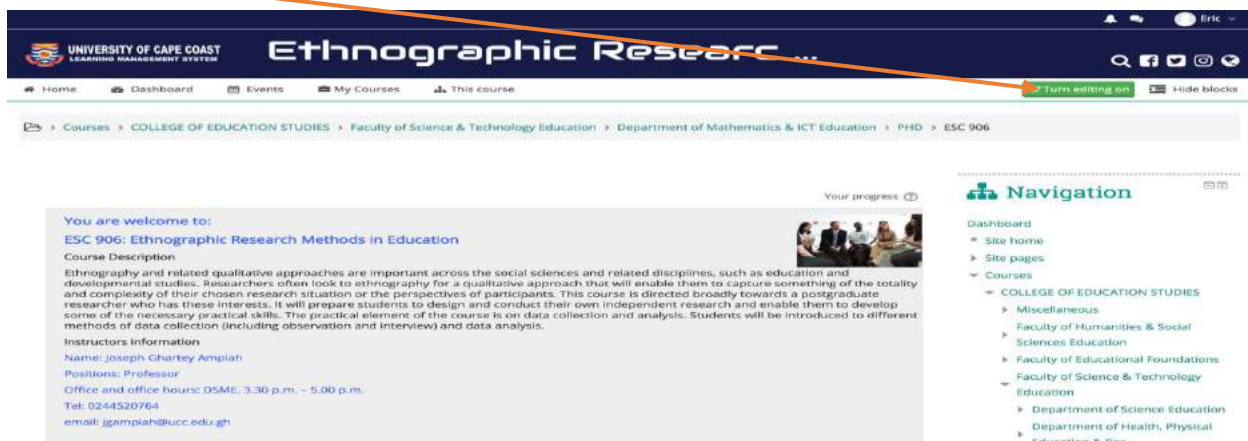 Eric
UNIVERSITY OF CAPE COAST
LEARNING MANAGEMENT SYSTEM
Ethnographic Researc ...
Home Dashboard Events My Courses This course Turn editing on Hide blocks
Courses COLLEGE OF EDUCATION STUDIES Faculty of Science & Technology Education Department of Mathematics & ICT Education PHD ESC 906
Your progress
You are welcome to:
ESC 906: Ethnographic Research Methods in Education
Course Description
Ethnography and related qualitative approaches are important across the social sciences and related disciplines, such as education and
developmental studies. Researchers often look to ethnography for a qualitative approach that will enable them to capture something of the totality
and complexity of their chosen research situation or the perspectives of participants. This course is directed broadly towards a postgraduate
researcher who has these interests. It will prepare students to design and conduct their own independent research and enable them to develop
some of the necessary practical skills. The practical element of the course is on data collection and analysis. Students will be introduced to different
methods of data collection (including observation and interview) and data analysis.
Instructors information
Name: Joseph Ghartey Ampiah
Positions: Professor
Office and office hours: DSME. 3.30 p.m. – 5.00 p.m.
Tel: 0244520764
email: jgampiah@ucc.edu.gh
Navigation
Dashboard
Site home
Site pages
Courses
COLLEGE OF EDUCATION STUDIES
Miscellaneous
Faculty of Humanities & Social
Sciences Education
Faculty of Educational Foundations
Faculty of Science & Technology
Education
Department of Science Education
Department of Health, Physical